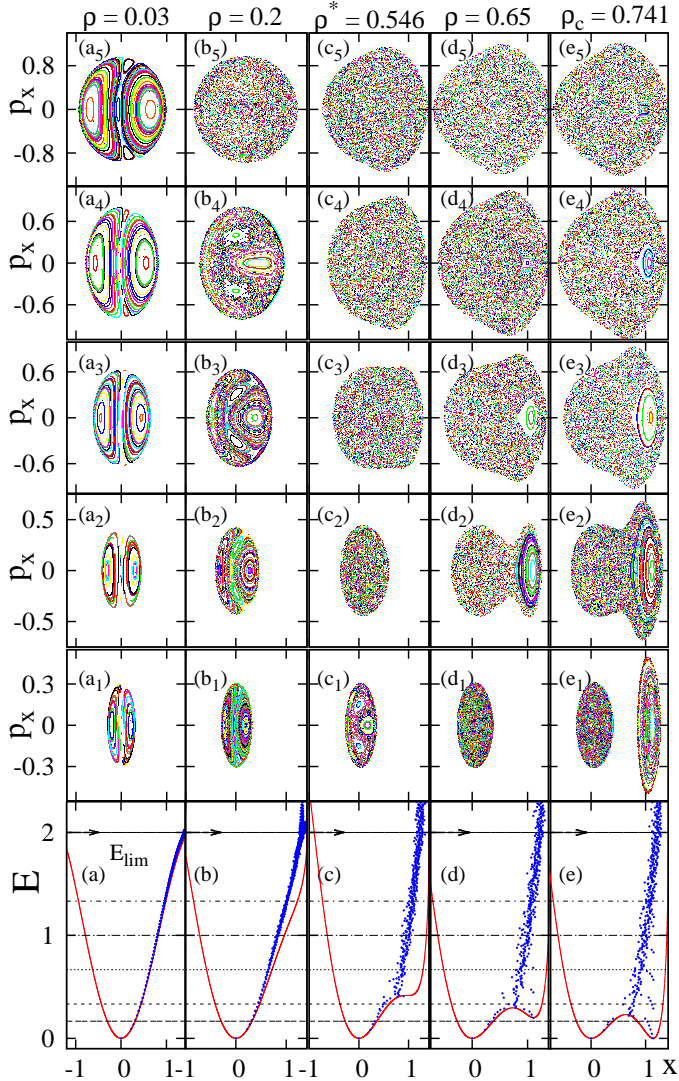 ρ = 0.03 ρ = 0.2 ρ* = 0.546 ρ = 0.65 ρc = 0.741
(a5) (b5) (c5) (d5) (e5)
0.8
px 0
-0.8
(a4) (b4) (c4) (d4) (e4)
0.6
px 0
-0.6
(a3) (b3) (c3) (d3) (e3)
0.6
px 0
-0.6
(a2) (b2) (c2) (d2) (e2)
0.5
px 0
-0.5
(a1) (b1) (c1) (d1) (e1)
0.3
px 0
-0.3
2
Elim
(a) (b) (c) (d) (e)
E 1
0
-1 0 1 -1 0 1 -1 0 1 -1 0 1 -1 0 1 x